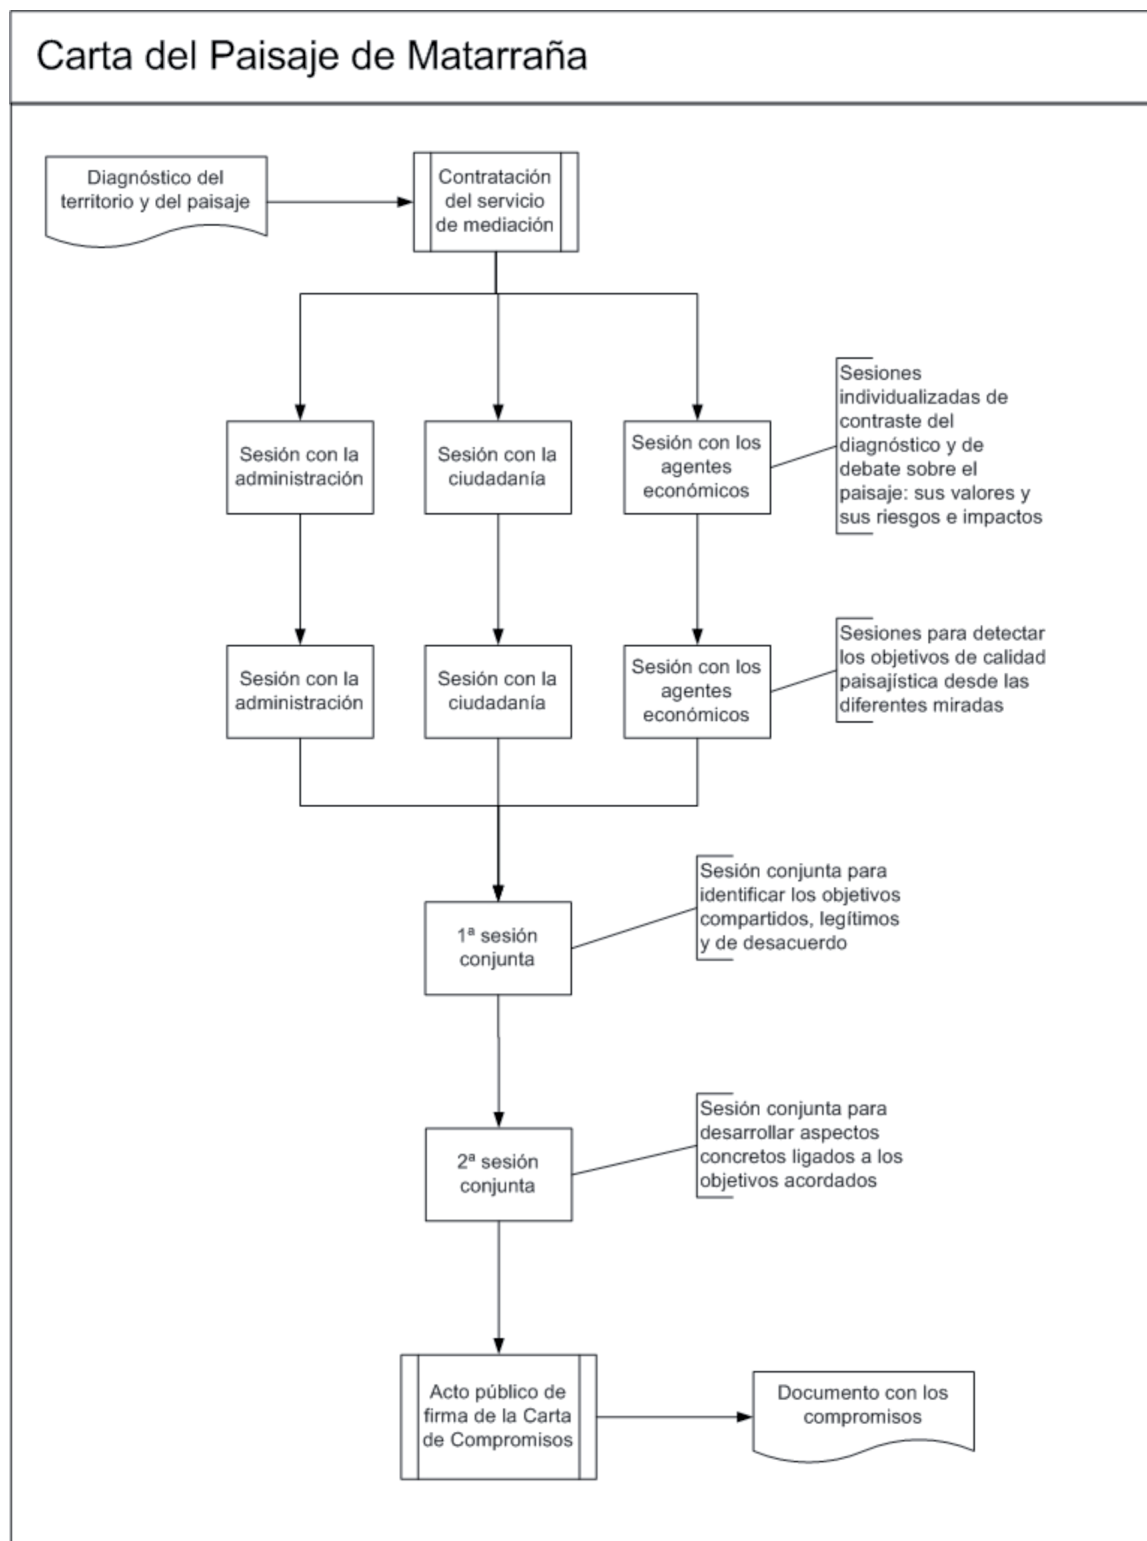 Carta del Paisaje de Matarraña
Diagnóstico del
territorio y del paisaje
Contratación
del servicio
de mediación
Sesión con la
administración
Sesión con la
ciudadanía
Sesión con los
agentes
económicos
Sesiones
individualizadas de
contraste del
diagnóstico y de
debate sobre el
paisaje: sus valores y
sus riesgos e impactos
Sesión con la
administración
Sesión con la
ciudadanía
Sesión con los
agentes
económicos
Sesiones para detectar
los objetivos de calidad
paisajística desde las
diferentes miradas
1ª sesión
conjunta
Sesión conjunta para
identificar los objetivos
compartidos, legítimos
y de desacuerdo
2ª sesión
conjunta
Sesión conjunta para
desarrollar aspectos
concretos ligados a los
objetivos acordados
Acto público de
firma de la Carta
de Compromisos
Documento con los
compromisos